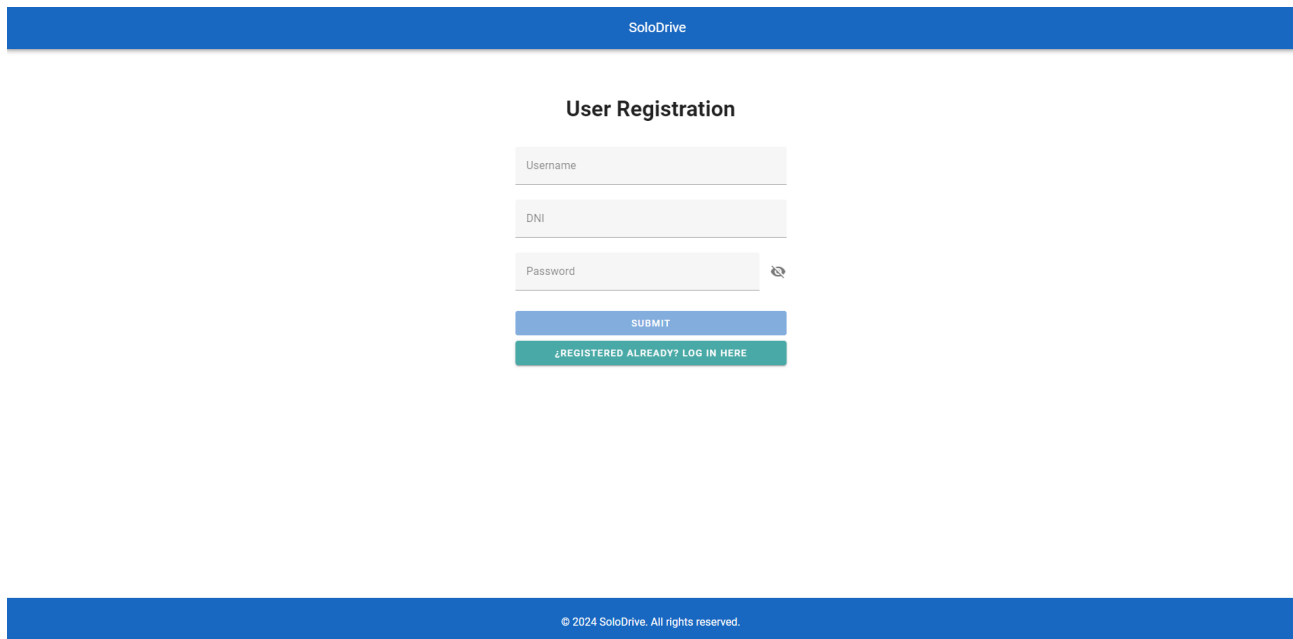 SoloDrive
User Registration
Username
DNI
Password
SUBMIT
¿REGISTERED ALREADY? LOG IN HERE
© 2024 SoloDrive. All rights reserved.